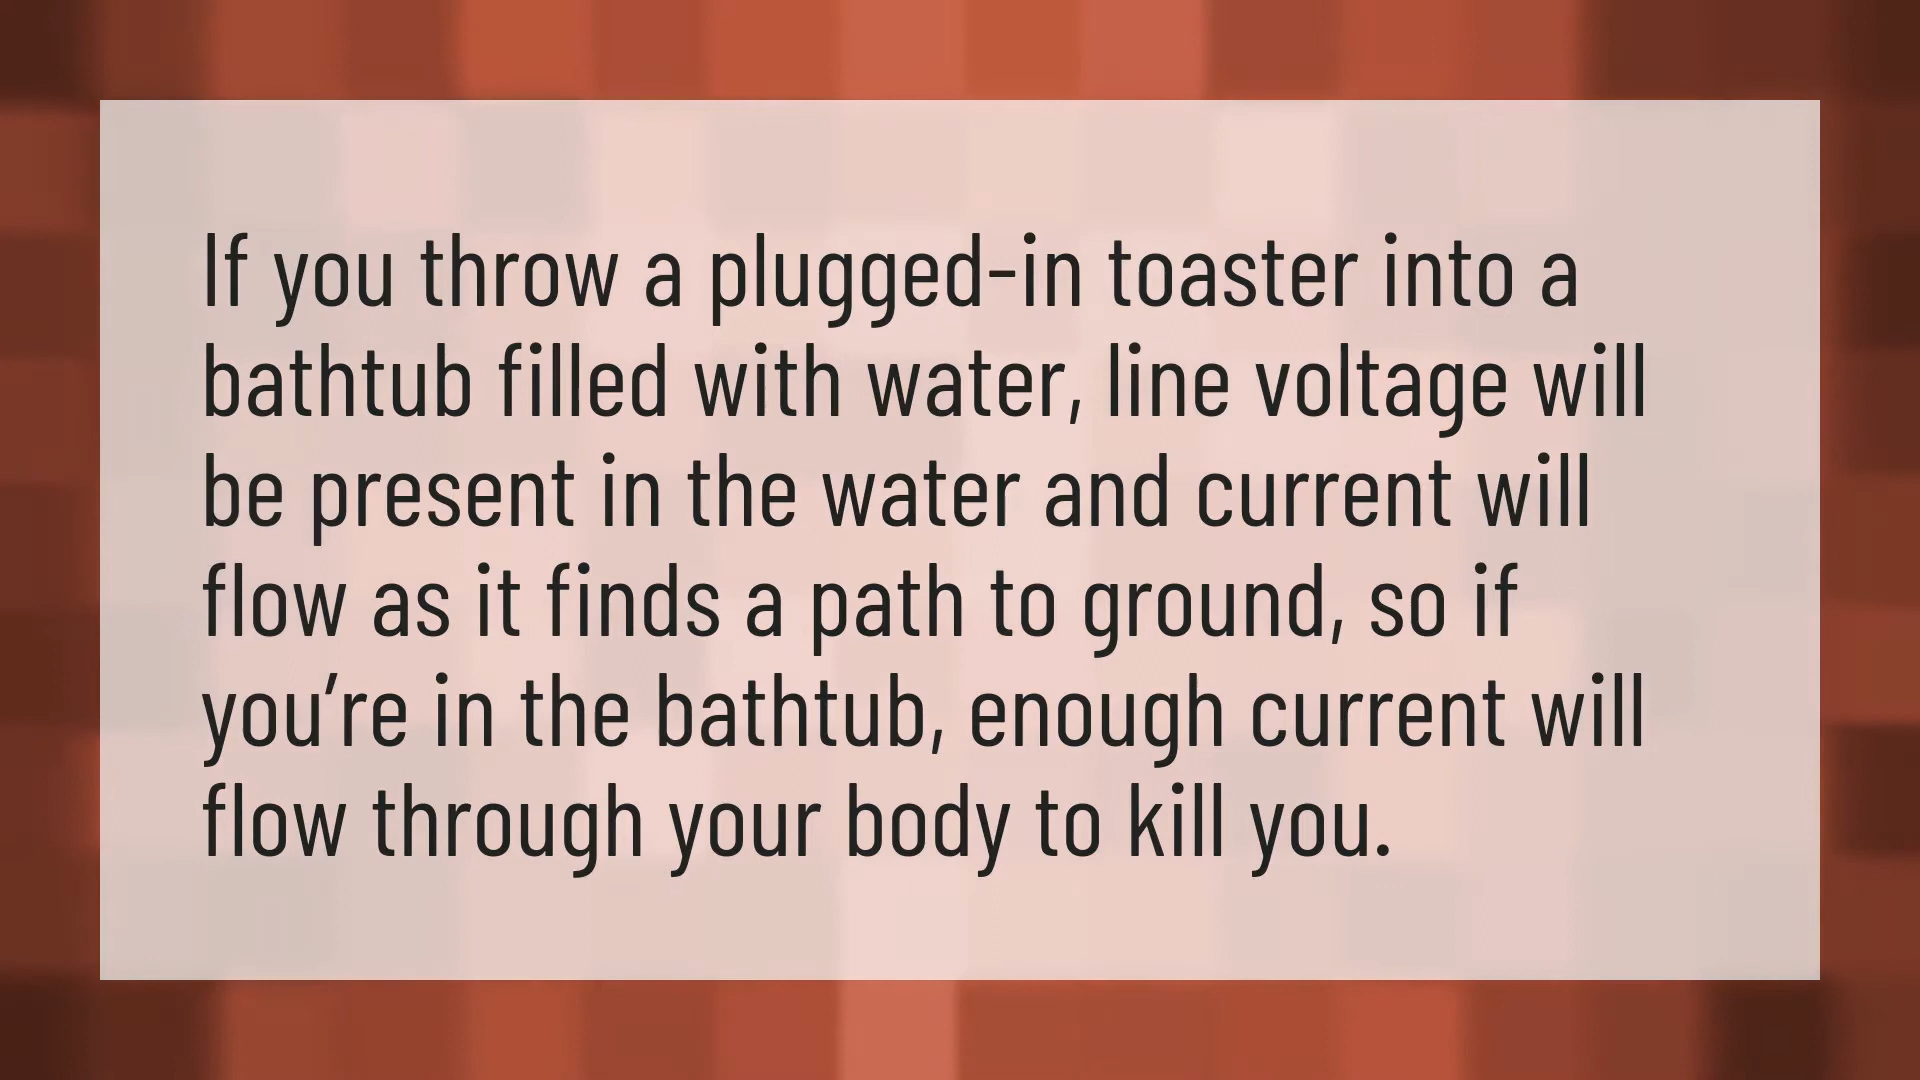 If you throw a plugged-in toaster into a
bathtub filled with water, line voltage will
be present in the water and current will
flow as it finds a path to ground, so if
you’re in the bathtub, enough current will
flow through your body to kill you.